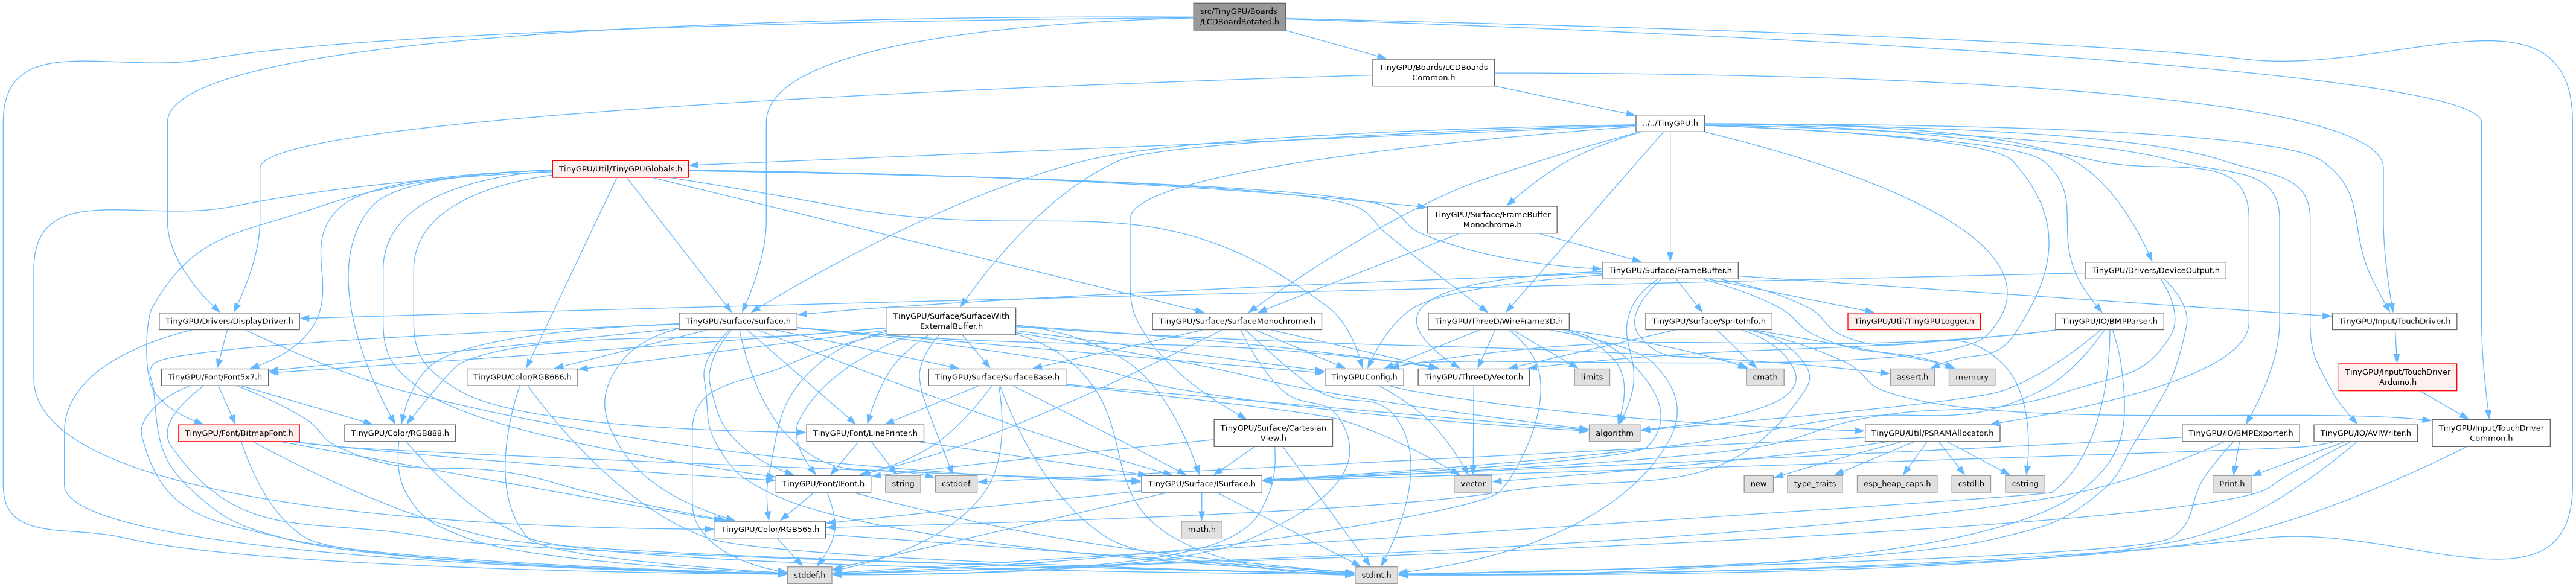 src/TinyGPU/Boards
/LCDBoardRotated.h
TinyGPU/Boards/LCDBoards
Common.h
../../TinyGPU.h
TinyGPU/Util/TinyGPUGlobals.h
TinyGPU/Surface/FrameBuffer
Monochrome.h
TinyGPU/Surface/FrameBuffer.h
TinyGPU/Drivers/DeviceOutput.h
TinyGPU/Drivers/DisplayDriver.h
TinyGPU/Surface/Surface.h
TinyGPU/Surface/SurfaceWith
ExternalBuffer.h
TinyGPU/Surface/SurfaceMonochrome.h
TinyGPU/ThreeD/WireFrame3D.h
TinyGPU/Surface/SpriteInfo.h
TinyGPU/Util/TinyGPULogger.h
TinyGPU/IO/BMPParser.h
TinyGPU/Input/TouchDriver.h
TinyGPU/Font/Font5x7.h
TinyGPU/Color/RGB666.h
TinyGPU/Surface/SurfaceBase.h
TinyGPUConfig.h
TinyGPU/ThreeD/Vector.h
limits
cmath
assert.h
memory
TinyGPU/Input/TouchDriver
Arduino.h
TinyGPU/Font/BitmapFont.h
TinyGPU/Color/RGB888.h
TinyGPU/Font/LinePrinter.h
TinyGPU/Surface/Cartesian
View.h
algorithm
TinyGPU/Util/PSRAMAllocator.h
TinyGPU/IO/BMPExporter.h
TinyGPU/IO/AVIWriter.h
TinyGPU/Input/TouchDriver
Common.h
TinyGPU/Font/IFont.h
string
cstddef
TinyGPU/Surface/ISurface.h
vector
new
type_traits
esp_heap_caps.h
cstdlib
cstring
Print.h
TinyGPU/Color/RGB565.h
math.h
stddef.h
stdint.h